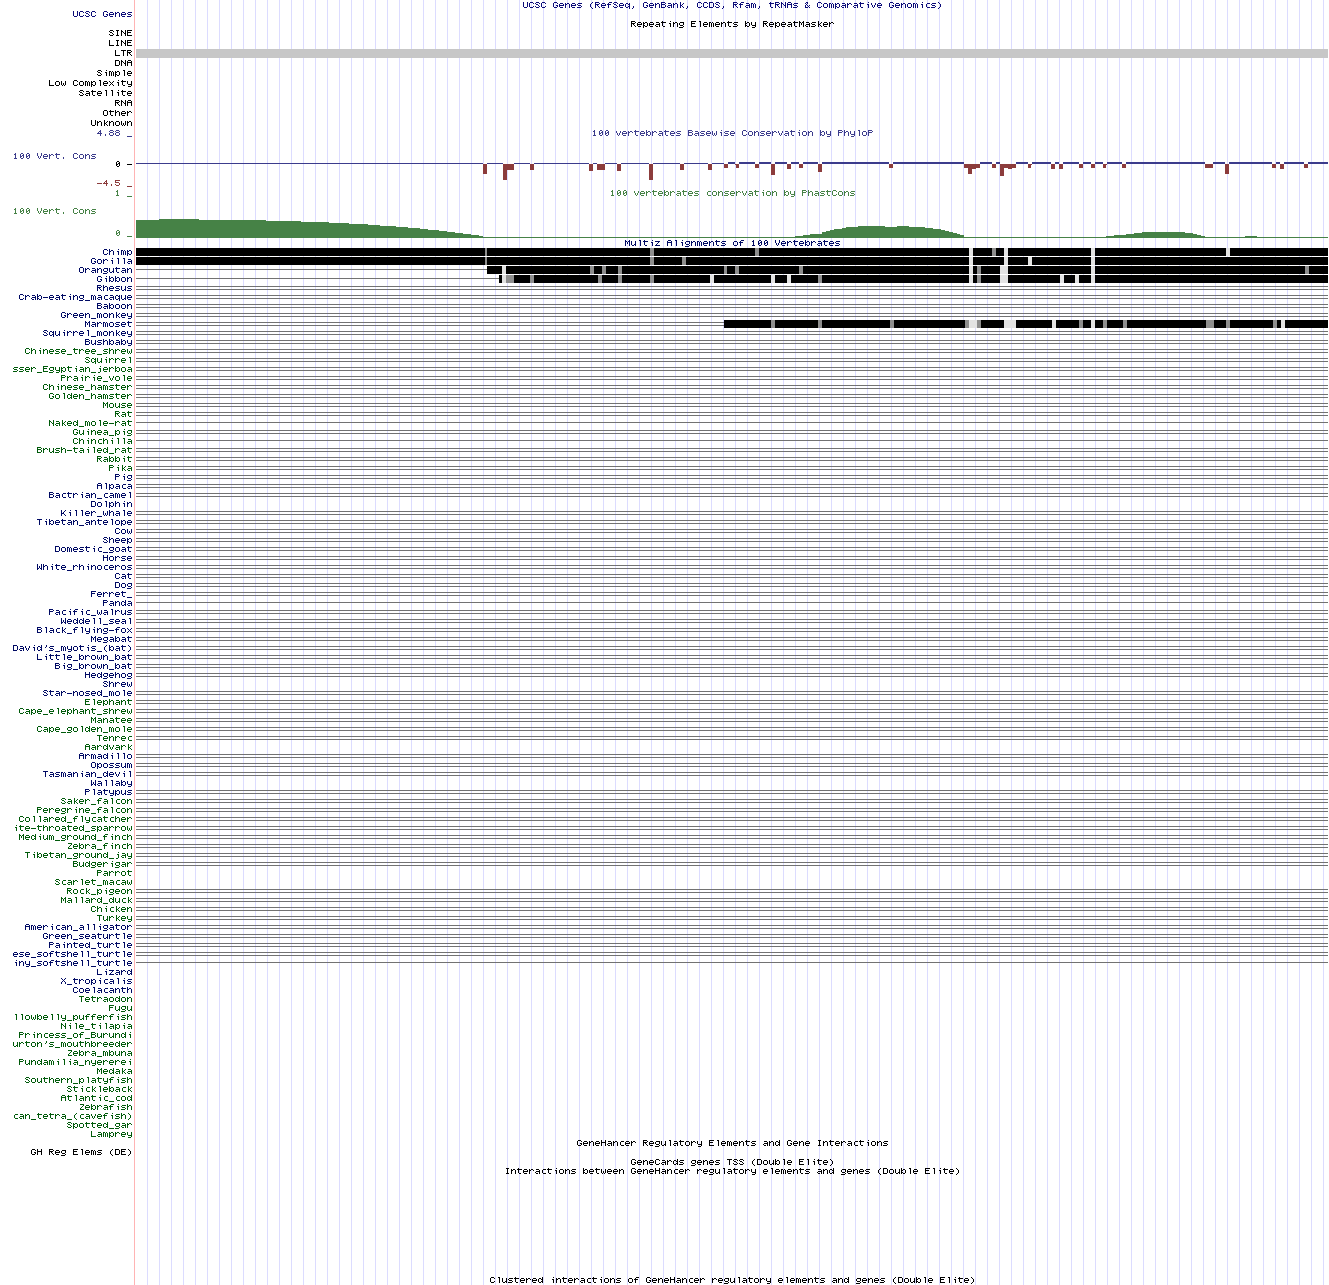 UCSC Genes (RefSeq, GenBank, CCDS, Rfam, tRNAs & Comparative Genomics)
UCSC Genes
Repeating Elements by RepeatMasker
SINE
LINE
LTR
DNA
Simple
Low Complexity
Satellite
RNA
Other
Unknown
4.88 _
100 vertebrates Basewise Conservation by PhyloP
100 Vert. Cons
0 -
-4.5 _
1 _
100 vertebrates conservation by PhastCons
100 Vert. Cons
0 _
Multiz Alignments of 100 Vertebrates
Chimp
Gorilla
Orangutan
Gibbon
Rhesus
Crab-eating_macaque
Baboon
Green_monkey
Marmoset
Squirrel_monkey
Bushbaby
Chinese_tree_shrew
Squirrel
sser_Egyptian_jerboa
Prairie_vole
Chinese_hamster
Golden_hamster
Mouse
Rat
Naked_mole-rat
Guinea_pig
Chinchilla
Brush-tailed_rat
Rabbit
Pika
Pig
Alpaca
Bactrian_camel
Dolphin
Killer_whale
Tibetan_antelope
Cow
Sheep
Domestic_goat
Horse
White_rhinoceros
Cat
Dog
Ferret_
Panda
Pacific_walrus
Weddell_seal
Black_flying-fox
Megabat
David's_myotis_(bat)
Little_brown_bat
Big_brown_bat
Hedgehog
Shrew
Star-nosed_mole
Elephant
Cape_elephant_shrew
Manatee
Cape_golden_mole
Tenrec
Aardvark
Armadillo
Opossum
Tasmanian_devil
Wallaby
Platypus
Saker_falcon
Peregrine_falcon
Collared_flycatcher
ite-throated_sparrow
Medium_ground_finch
Zebra_finch
Tibetan_ground_jay
Budgerigar
Parrot
Scarlet_macaw
Rock_pigeon
Mallard_duck
Chicken
Turkey
American_alligator
Green_seaturtle
Painted_turtle
ese_softshell_turtle
iny_softshell_turtle
Lizard
X_tropicalis
Coelacanth
Tetraodon
Fugu
llowbelly_pufferfish
Nile_tilapia
Princess_of_Burundi
urton's_mouthbreeder
Zebra_mbuna
Pundamilia_nyererei
Medaka
Southern_platyfish
Stickleback
Atlantic_cod
Zebrafish
can_tetra_(cavefish)
Spotted_gar
Lamprey
GeneHancer Regulatory Elements and Gene Interactions
GH Reg Elems (DE)
GeneCards genes TSS (Double Elite)
Interactions between GeneHancer regulatory elements and genes (Double Elite)
Clustered interactions of GeneHancer regulatory elements and genes (Double Elite)